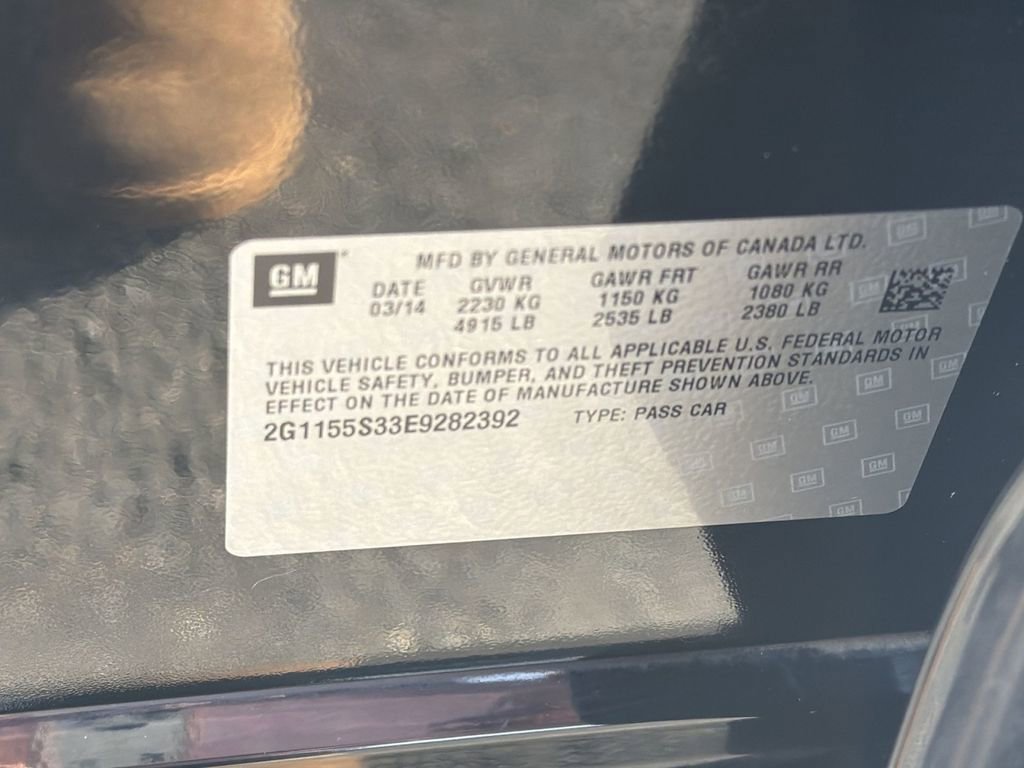 GM
MFD BY GENERAL MOTORS OF CANADA LTD.
DATE GVWR GAWR FRT GAWR RR
03/14 2230 KG 1150 KG 1080 KG
4915 LB 2535 LB 2380 LB
THIS VEHICLE CONFORMS TO ALL APPLICABLE U.S. FEDERAL MOTOR
VEHICLE SAFETY, BUMPER, AND THEFT PREVENTION STANDARDS IN
EFFECT ON THE DATE OF MANUFACTURE SHOWN ABOVE.
2G1155S33E9282392 TYPE: PASS CAR